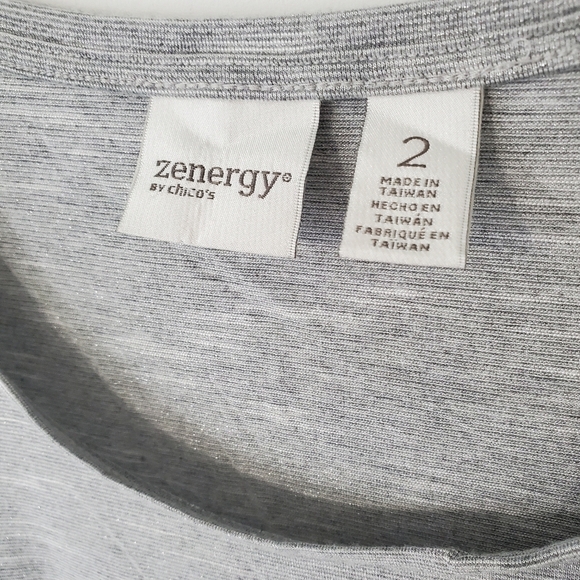 zenergy®
BY chico's
2
MADE IN
TAIWAN
HECHO EN
TAIWÁN
FABRIQUÉ EN
TAIWAN